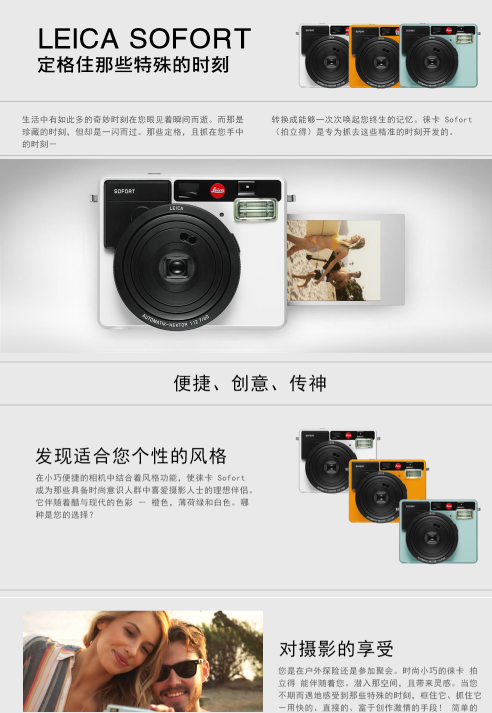 LEICA SOFORT
定格住那些特殊的时刻
生活中有如此多的奇妙时刻在您眼见着瞬间而逝。而那是
珍藏的时刻，但却是一闪而过。那些定格，且抓在您手中
的时刻－
转换成能够一次次唤起您终生的记忆。徕卡 Sofort
（拍立得）是专为抓去这些精准的时刻开发的。
SOFORT
Leica
LEICA
AUTOMATIK-HEKTOR 1:12.7/60
便捷、创意、传神
发现适合您个性的风格
在小巧便捷的相机中结合着风格功能，使徕卡 Sofort
成为那些具备时尚意识人群中喜爱摄影人士的理想伴侣。
它伴随着酷与现代的色彩 － 橙色，薄荷绿和白色。哪
种是您的选择？
对摄影的享受
您是在户外探险还是参加聚会。时尚小巧的徕卡 拍
立得 能伴随着您。潜入那空间，且带来灵感。当您
不期而遇地感受到那些特殊的时刻，框住它、抓住它
－用快的、直接的、富于创作激情的手段！ 简单的